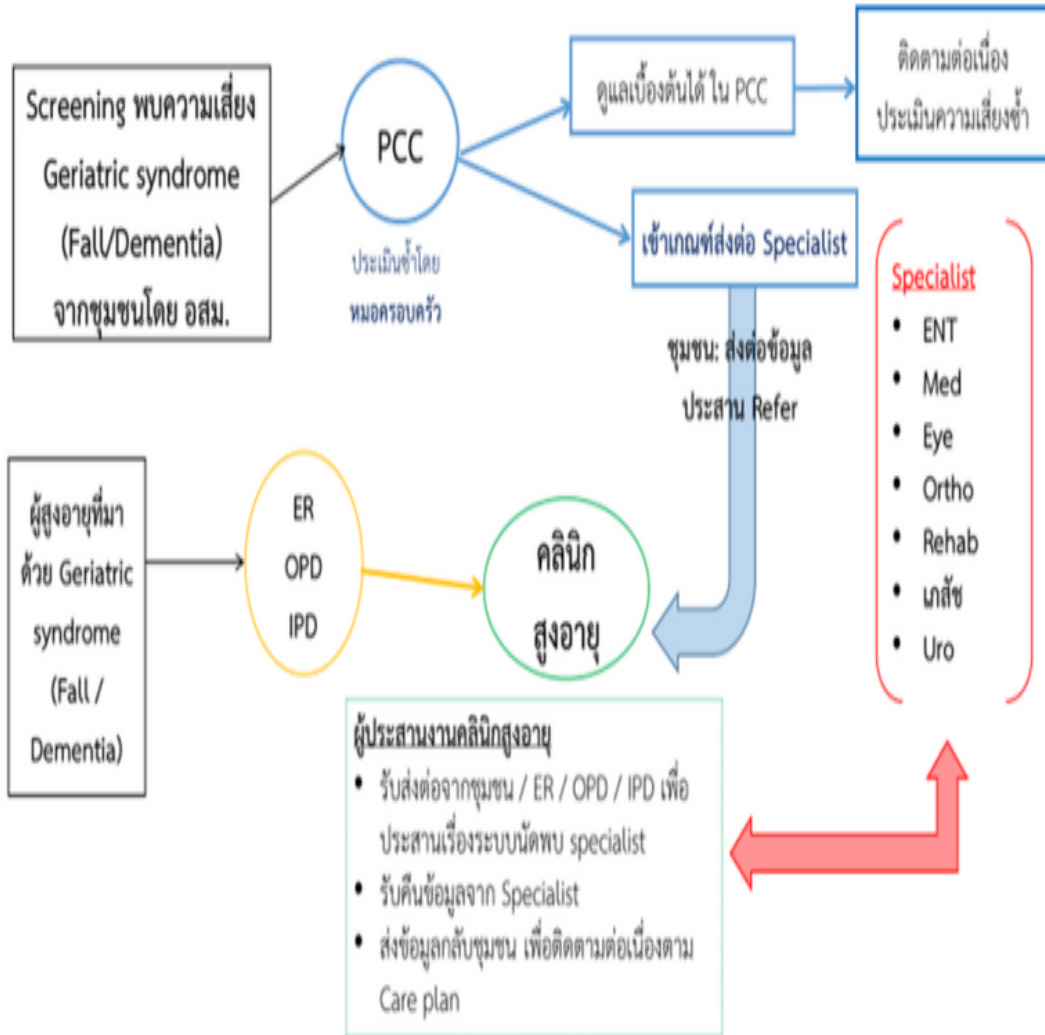 Screening พบความเสี่ยง
Geriatric syndrome
(Fall/Dementia)
จากชุมชนโดย อสม.
PCC
ประเมินซ้ำโดย
หมอครอบครัว
ดูแลเบื้องต้นได้ ใน PCC
ติดตามต่อเนื่อง
ประเมินความเสี่ยงซ้ำ
เข้าเกณฑ์ส่งต่อ Specialist
ชุมชน: ส่งต่อข้อมูล
ประสาน Refer
Specialist
• ENT
• Med
• Eye
• Ortho
• Rehab
• เภสัช
• Uro
ผู้สูงอายุที่มา
ด้วย Geriatric
syndrome
(Fall /
Dementia)
ER
OPD
IPD
คลินิก
สูงอายุ
ผู้ประสานงานคลินิกสูงอายุ
• รับส่งต่อจากชุมชน / ER / OPD / IPD เพื่อ
ประสานเรื่องระบบนัดพบ specialist
• รับคืนข้อมูลจาก Specialist
• ส่งข้อมูลกลับชุมชน เพื่อติดตามต่อเนื่องตาม
Care plan